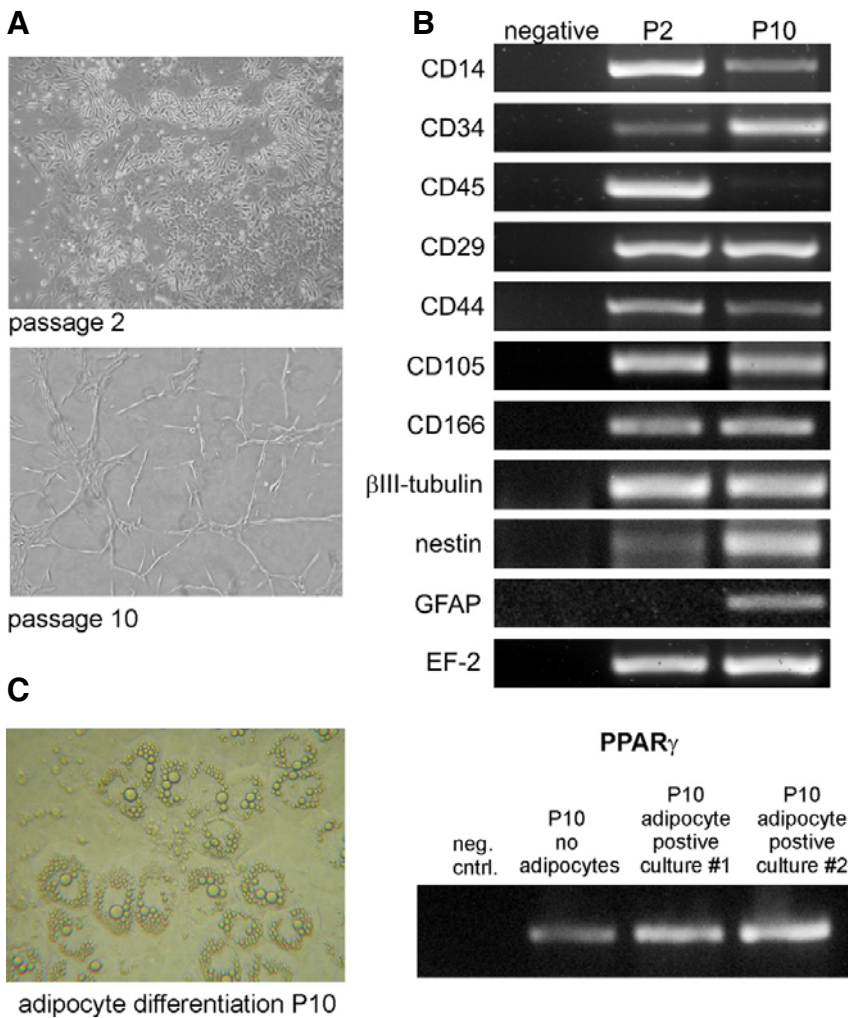 A
passage 2
passage 10
B
negative P2 P10
CD14
CD34
CD45
CD29
CD44
CD105
CD166
βIII-tubulin
nestin
GFAP
EF-2
C
adipocyte differentiation P10
PPARγ
neg.
cntrl.
P10
no
adipocytes
P10
adipocyte
postive
culture #1
P10
adipocyte
postive
culture #2